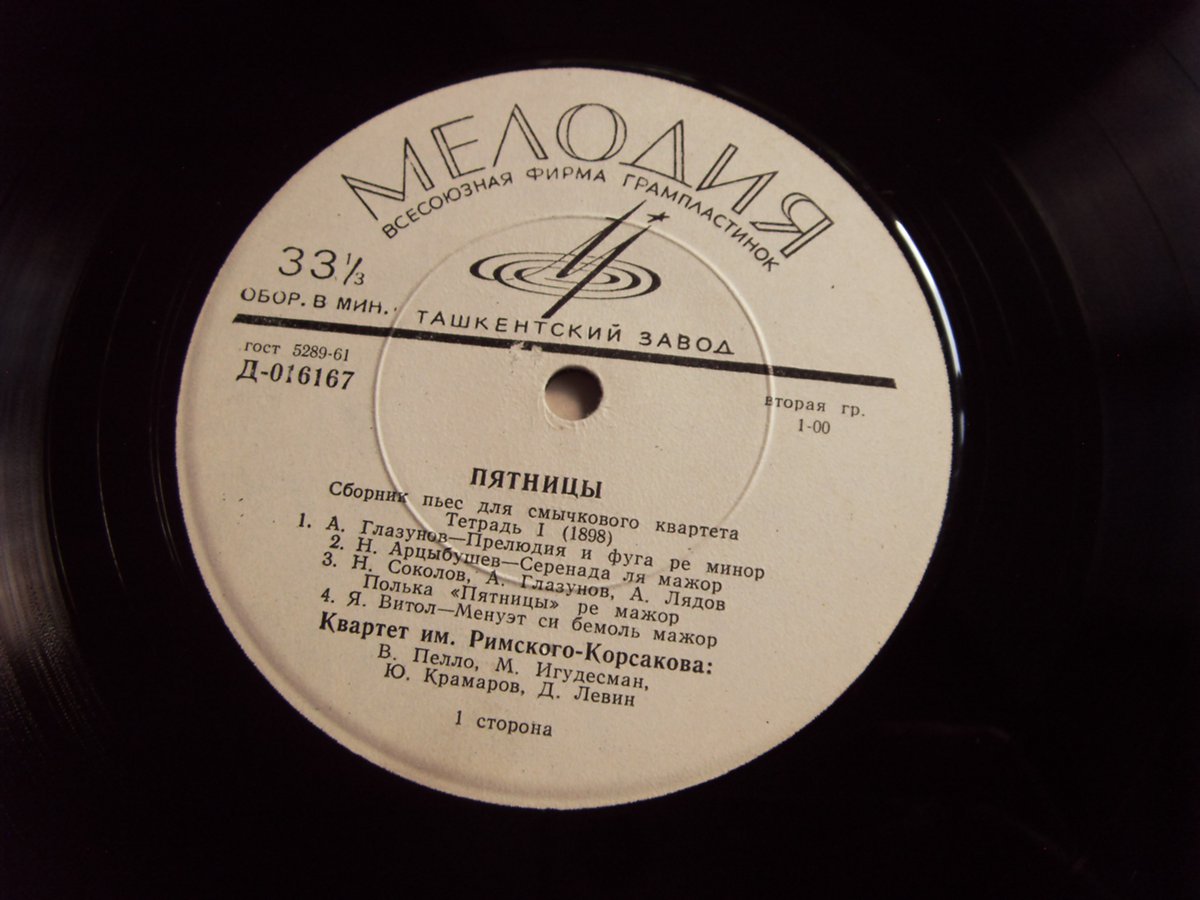 МЕЛОДИЯ
ВСЕСОЮЗНАЯ ФИРМА ГРАМПЛАСТИНОК
33 1/3
ОБОР. В МИН.
ТАШКЕНТСКИЙ ЗАВОД
гост 5289-61
Д-016167
вторая гр.
1-00
ПЯТНИЦЫ
Сборник пьес для смычкового квартета
Тетрадь I (1898)
1. А. Глазунов—Прелюдия и фуга ре минор
2. Н. Арцыбушев—Серенада ля мажор
3. Н. Соколов, А. Глазунов, А. Лядов
Полька «Пятницы» ре мажор
4. Я. Витол—Менуэт си бемоль мажор
Квартет им. Римского-Корсакова:
В. Пелло, М. Игудесман,
Ю. Крамаров, Д. Левин
1 сторона